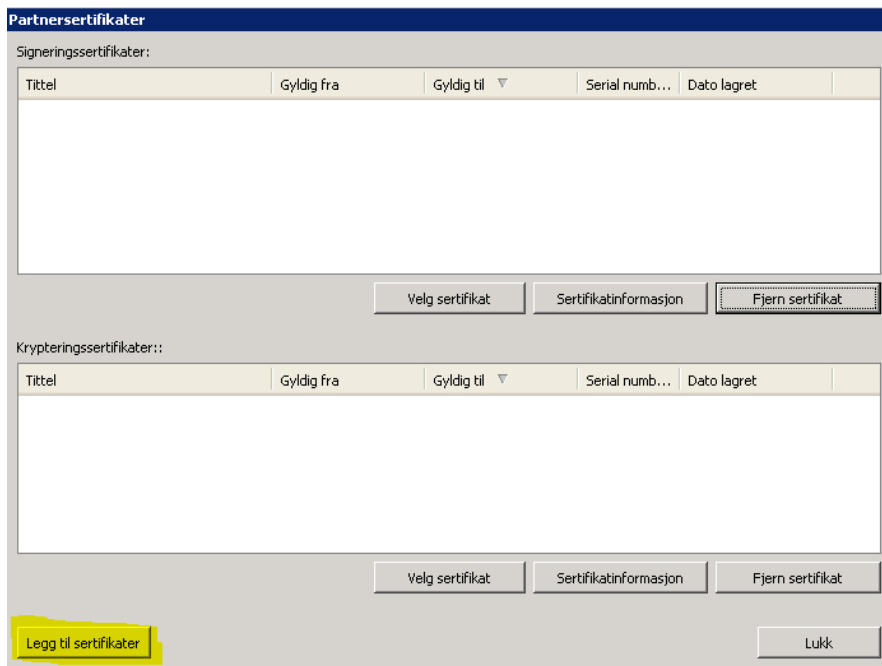 Partnersertifikater
Signeringssertifikater:
Tittel Gyldig fra Gyldig til Serial numb... Dato lagret
Velg sertifikat Sertifikatinformasjon Fjern sertifikat
Krypteringssertifikater::
Tittel Gyldig fra Gyldig til Serial numb... Dato lagret
Velg sertifikat Sertifikatinformasjon Fjern sertifikat
Legg til sertifikater Lukk